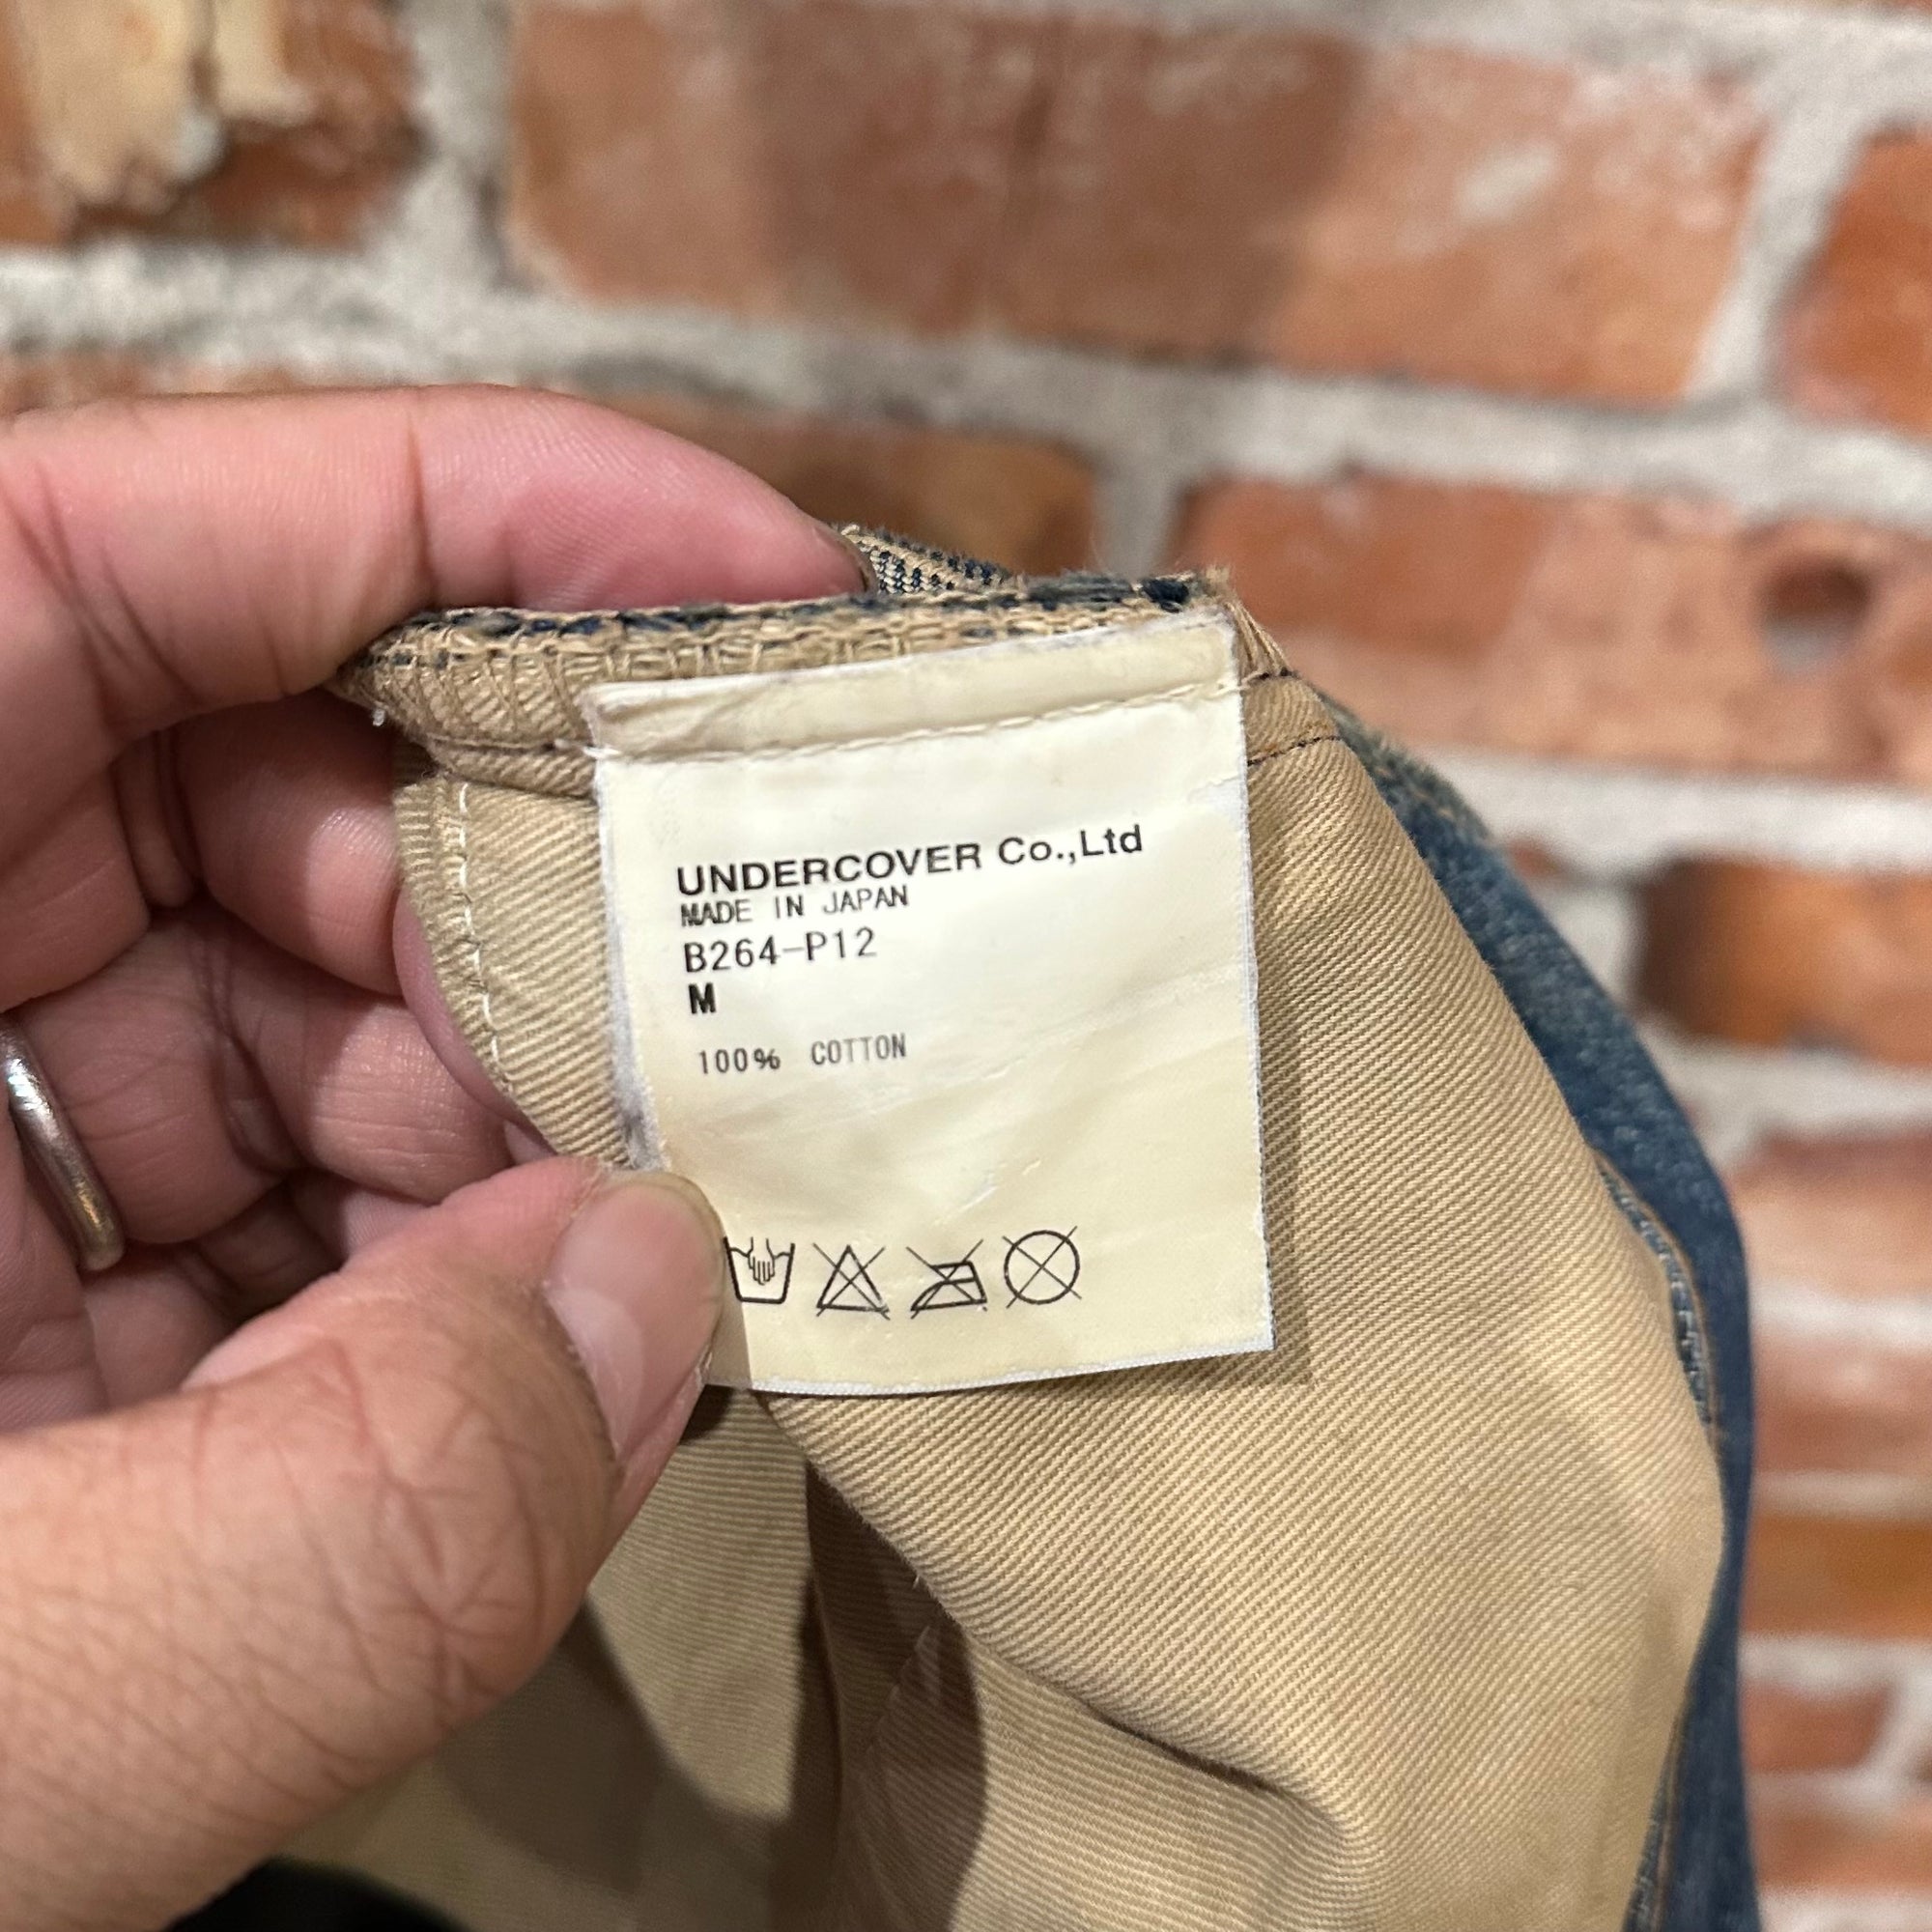 UNDERCOVER Co.,Ltd
MADE IN JAPAN
B264-P12
M
100% COTTON